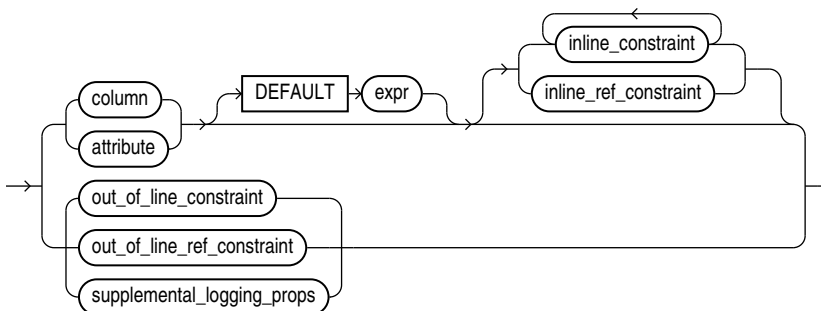 inline_constraint
column
DEFAULT
expr
inline_ref_constraint
attribute
out_of_line_constraint
out_of_line_ref_constraint
supplemental_logging_props